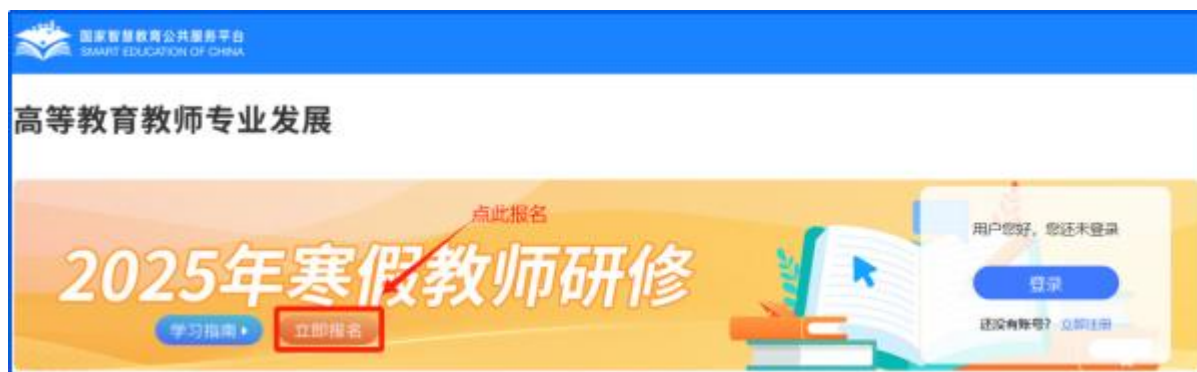 国家智慧教育公共服务平台
SMART EDUCATION OF CHINA
高等教育教师专业发展
点此报名
2025年寒假教师研修
学习指南
立即报名
用户您好，您还未登录
登录
还没有账号？ 立即注册